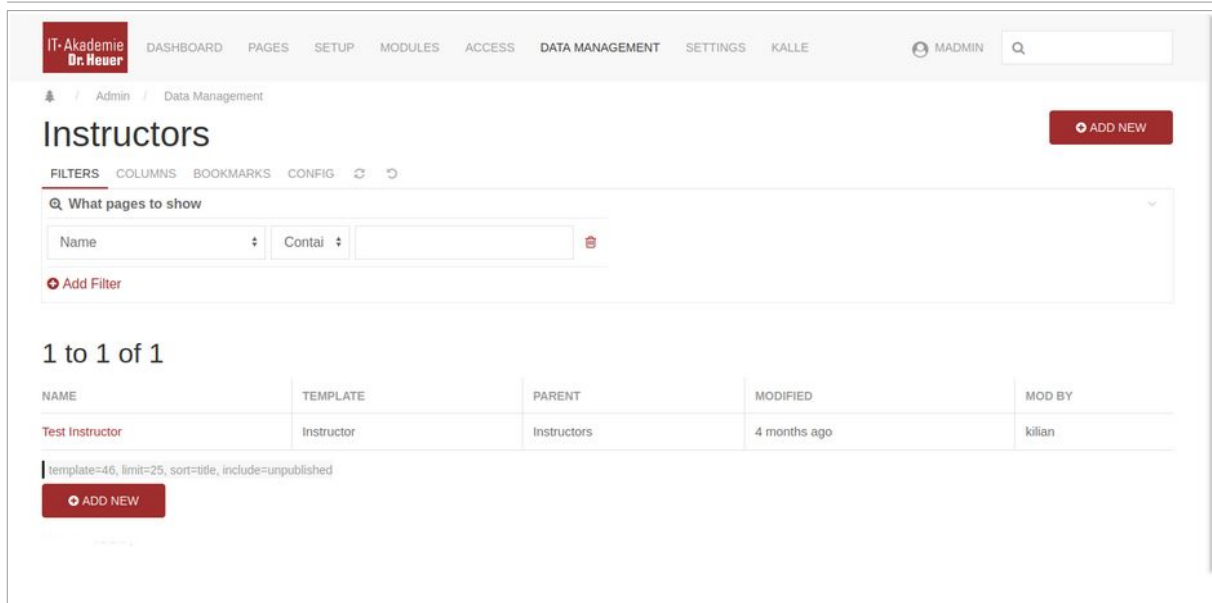 IT-Akademie
Dr. Heuer
DASHBOARD PAGES SETUP MODULES ACCESS DATA MANAGEMENT SETTINGS KALLE MADMIN
/ Admin / Data Management
Instructors
ADD NEW
FILTERS COLUMNS BOOKMARKS CONFIG
What pages to show
Name Contai
Add Filter
1 to 1 of 1
NAME TEMPLATE PARENT MODIFIED MOD BY
Test Instructor Instructor Instructors 4 months ago kilian
template=46, limit=25, sort=title, include=unpublished
ADD NEW